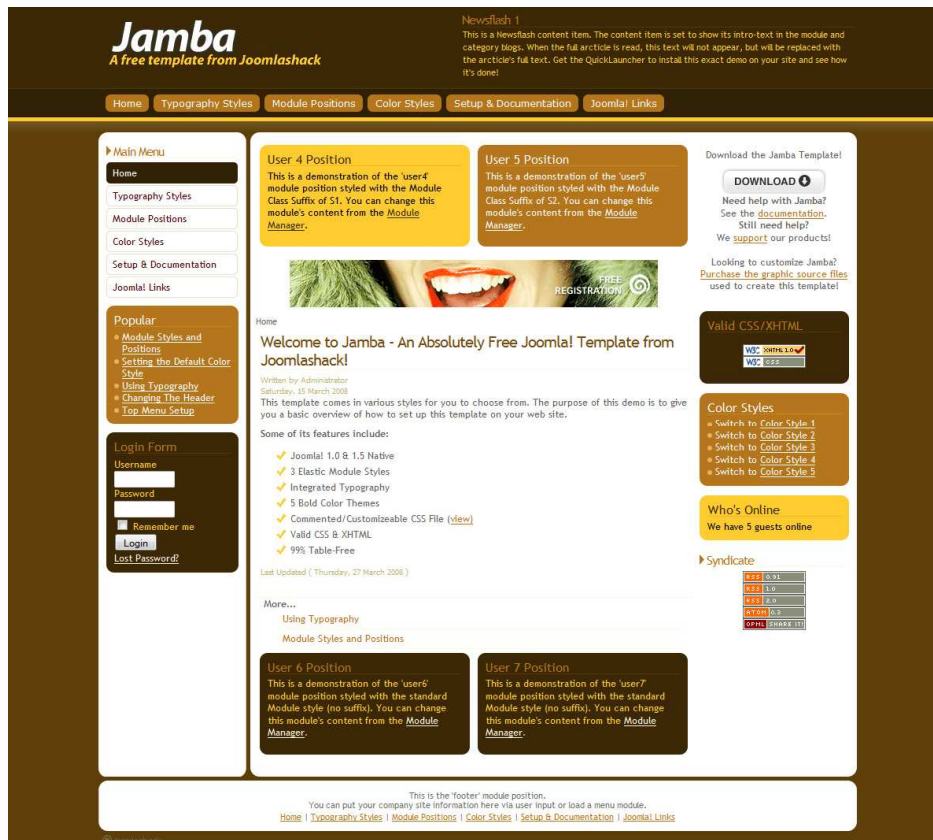 Jamba
A free template from Joomlashack
Newsflash 1
This is a Newsflash content item. The content item is set to show its intro-text in the module and
category blogs. When the full arcticle is read, this text will not appear, but will be replaced with
the arcticle's full text. Get the QuickLauncher to install this exact demo on your site and see how
it's done!
Home
Typography Styles
Module Positions
Color Styles
Setup & Documentation
Joomla! Links
Main Menu
Home
Typography Styles
Module Positions
Color Styles
Setup & Documentation
Joomla! Links
Popular
Module Styles and
Positions
Setting the Default Color
Style
Using Typography
Changing The Header
Top Menu Setup
Login Form
Username
Password
Remember me
Login
Lost Password?
User 4 Position
This is a demonstration of the 'user4'
module position styled with the Module
Class Suffix of S1. You can change this
module's content from the Module
Manager.
User 5 Position
This is a demonstration of the 'user5'
module position styled with the Module
Class Suffix of S2. You can change this
module's content from the Module
Manager.
FREE
REGISTRATION
Home
Welcome to Jamba - An Absolutely Free Joomla! Template from
Joomlashack!
Written by Administrator
Saturday, 15 March 2008
This template comes in various styles for you to choose from. The purpose of this demo is to give
you a basic overview of how to set up this template on your web site.
Some of its features include:
Joomla! 1.0 & 1.5 Native
3 Elastic Module Styles
Integrated Typography
5 Bold Color Themes
Commented/Customizeable CSS File (view)
Valid CSS & XHTML
99% Table-Free
Last Updated ( Thursday, 27 March 2008 )
More...
Using Typography
Module Styles and Positions
User 6 Position
This is a demonstration of the 'user6'
module position styled with the standard
Module style (no suffix). You can change
this module's content from the Module
Manager.
User 7 Position
This is a demonstration of the 'user7'
module position styled with the standard
Module style (no suffix). You can change
this module's content from the Module
Manager.
Download the Jamba Template!
DOWNLOAD
Need help with Jamba?
See the documentation.
Still need help?
We support our products!
Looking to customize Jamba?
Purchase the graphic source files
used to create this template!
Valid CSS/XHTML
W3C XHTML 1.0
W3C CSS
Color Styles
Switch to Color Style 1
Switch to Color Style 2
Switch to Color Style 3
Switch to Color Style 4
Switch to Color Style 5
Who's Online
We have 5 guests online
Syndicate
RSS 0.91
RSS 1.0
RSS 2.0
ATOM 0.3
OPML SHARE IT!
This is the 'footer' module position.
You can put your company site information here via user input or load a menu module.
Home | Typography Styles | Module Positions | Color Styles | Setup & Documentation | Joomla! Links